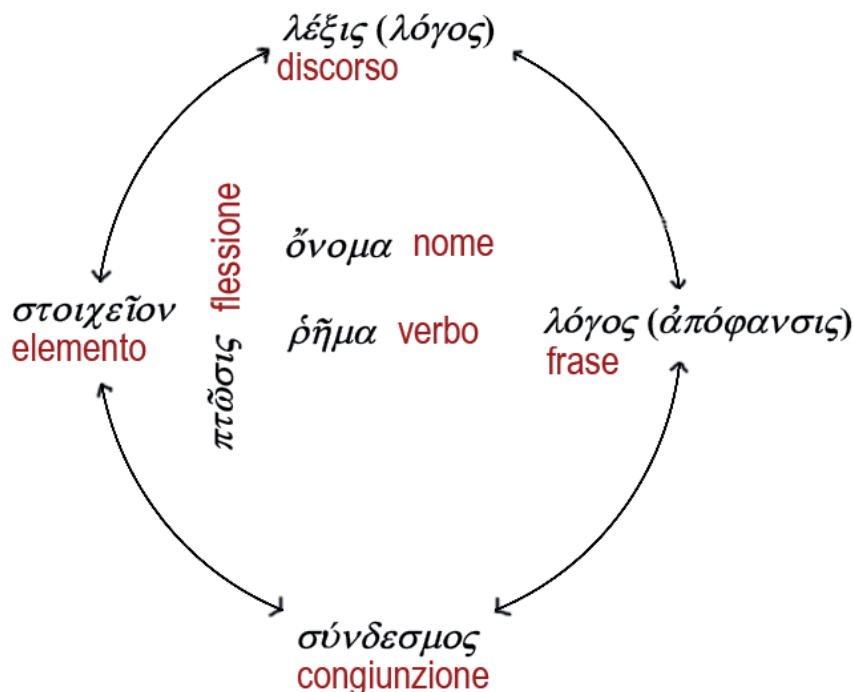 λέξις (λόγος)
discorso
ὄνομα nome
πτῶσις flessione
στοιχεῖον
elemento
ῥῆμα verbo
λόγος (ἀπόφανσις)
frase
σύνδεσμος
congiunzione